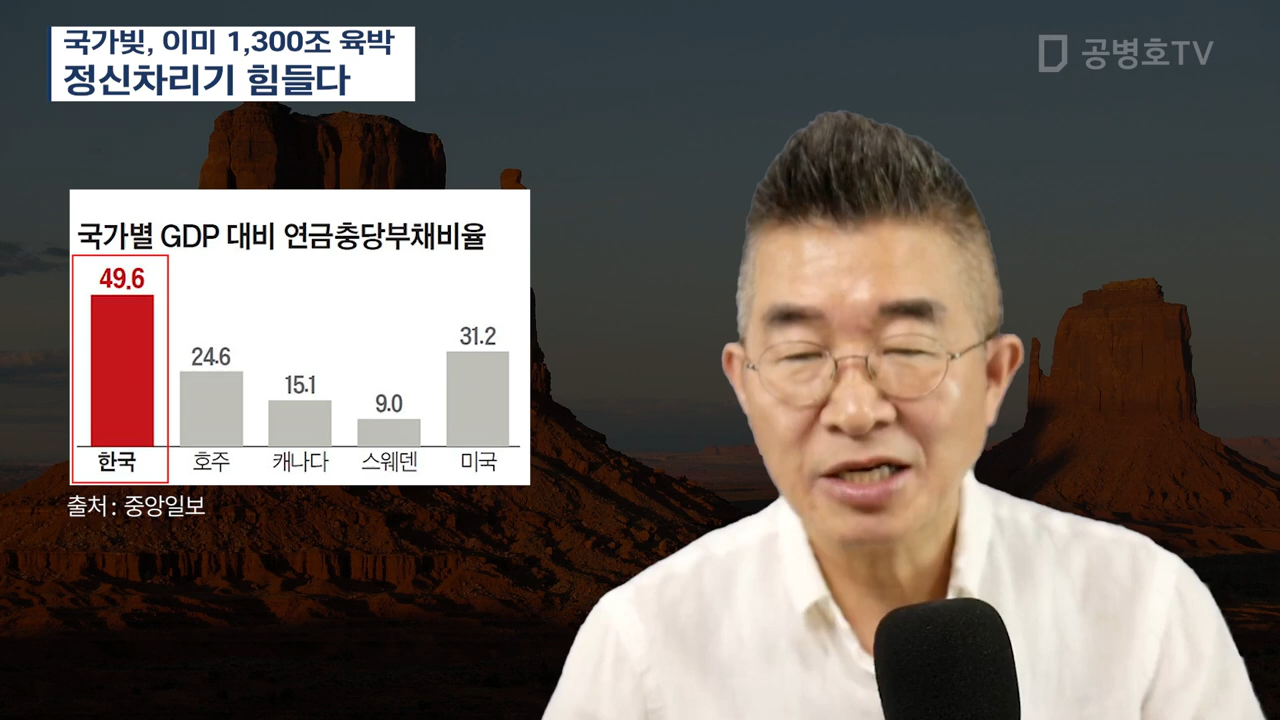 국가빚, 이미 1,300조 육박
정신차리기 힘들다
공병호TV
국가별 GDP 대비 연금충당부채비율
49.6
24.6
15.1
9.0
31.2
한국
호주
캐나다
스웨덴
미국
출처 : 중앙일보